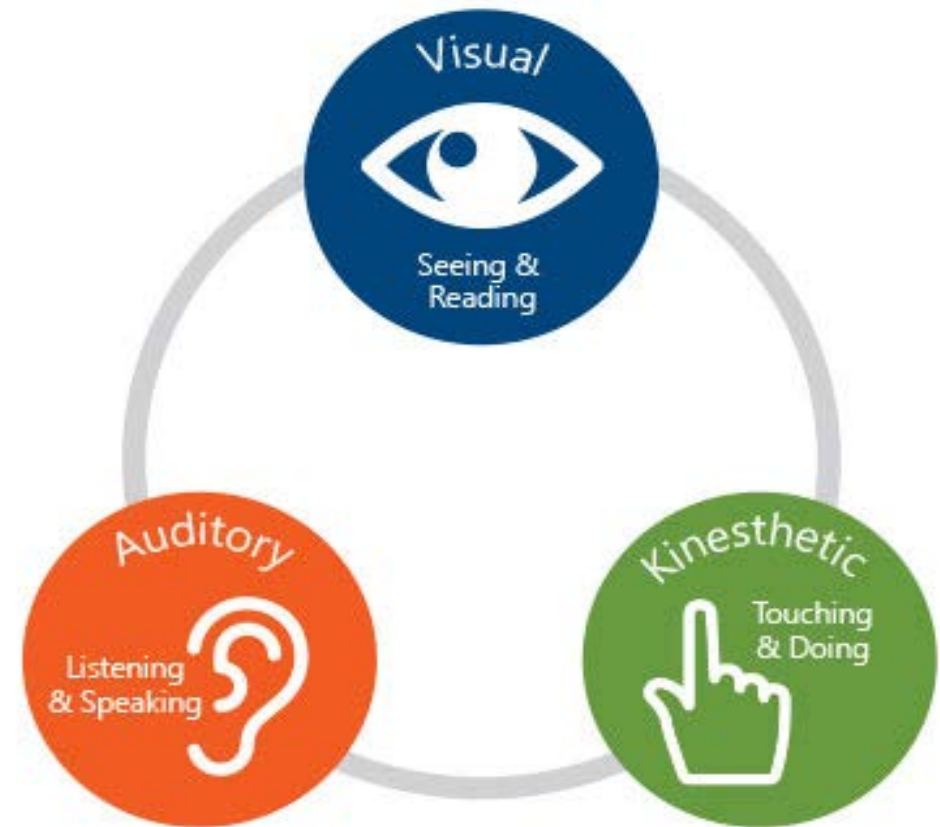 Visual
Seeing &
Reading
Auditory
Listening
& Speaking
Kinesthetic
Touching
& Doing